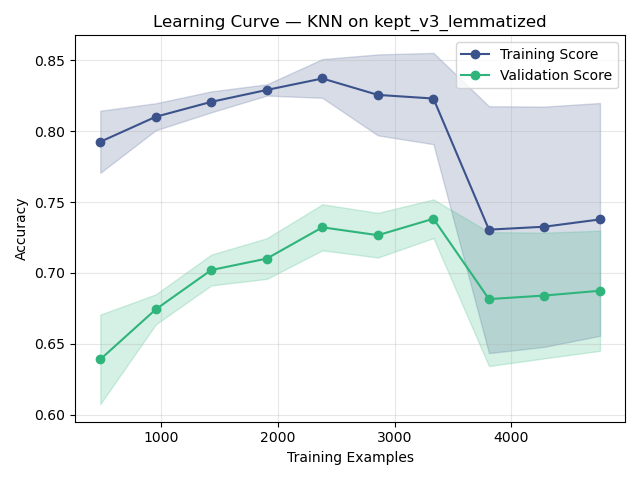 Learning Curve — KNN on kept_v3_lemmatized
Training Score
Validation Score
Accuracy
0.85
0.80
0.75
0.70
0.65
0.60
1000 2000 3000 4000
Training Examples